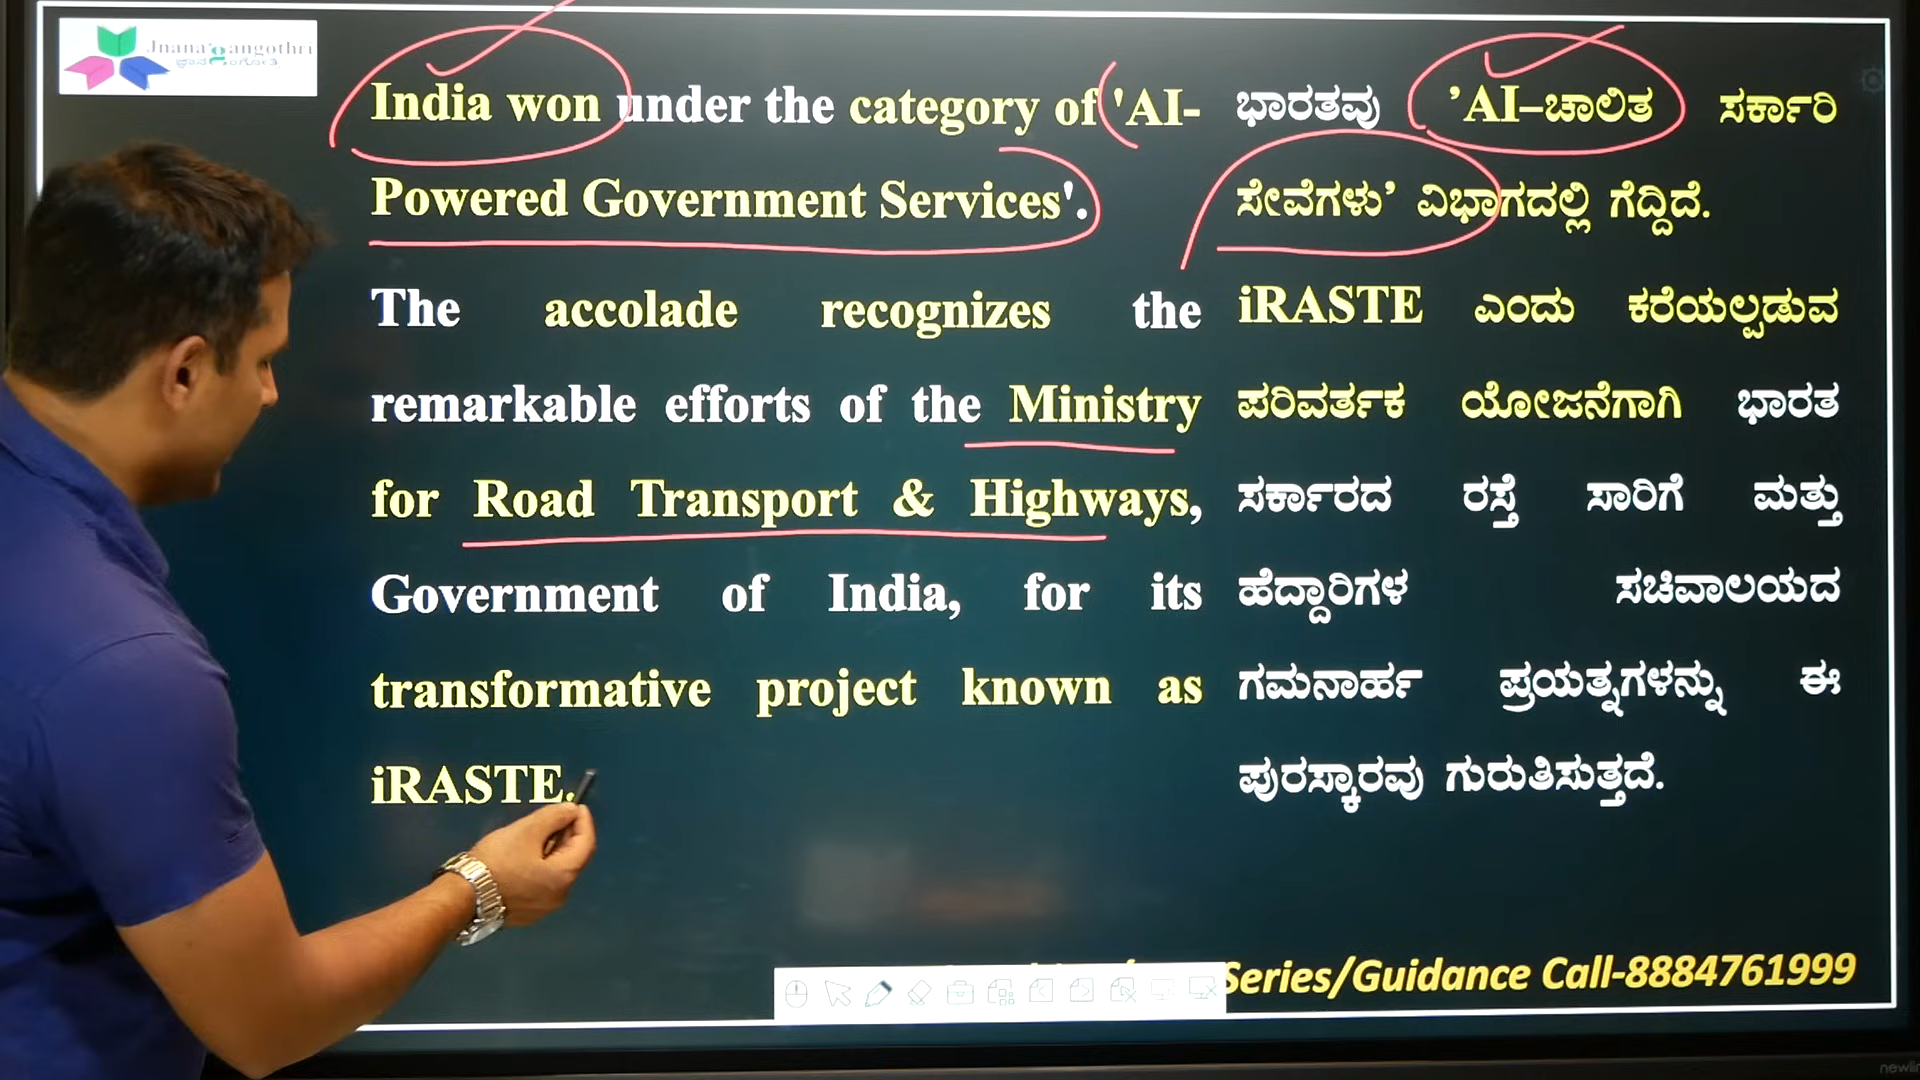 Jnana gangothri
ಜ್ಞಾನ ಗಂಗೋತ್ರಿ
India won under the category of 'AI-
Powered Government Services'.
The accolade recognizes the
remarkable efforts of the Ministry
for Road Transport & Highways,
Government of India, for its
transformative project known as
iRASTE.
ಭಾರತವು 'AI–ಚಾಲಿತ ಸರ್ಕಾರಿ
ಸೇವೆಗಳು' ವಿಭಾಗದಲ್ಲಿ ಗೆದ್ದಿದೆ.
iRASTE ಎಂದು ಕರೆಯಲ್ಪಡುವ
ಪರಿವರ್ತಕ ಯೋಜನೆಗಾಗಿ ಭಾರತ
ಸರ್ಕಾರದ ರಸ್ತೆ ಸಾರಿಗೆ ಮತ್ತು
ಹೆದ್ದಾರಿಗಳ ಸಚಿವಾಲಯದ
ಗಮನಾರ್ಹ ಪ್ರಯತ್ನಗಳನ್ನು ಈ
ಪುರಸ್ಕಾರವು ಗುರುತಿಸುತ್ತದೆ.
Series/Guidance Call-8884761999